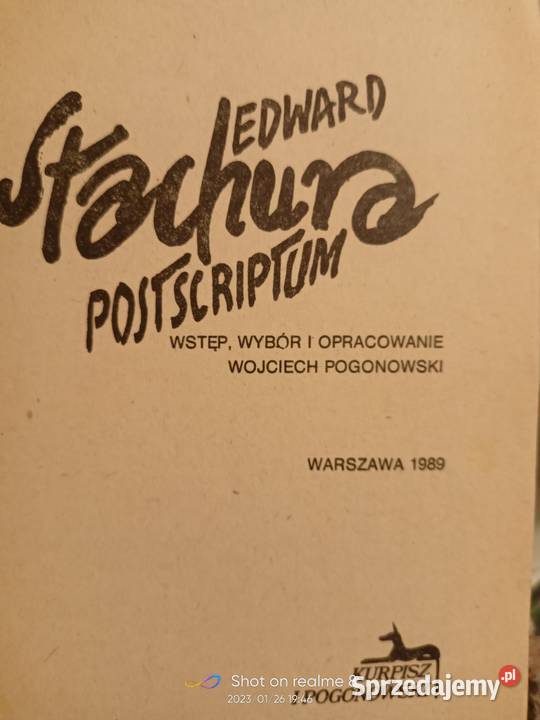 EDWARD
Stachura
POSTSCRIPTUM
WSTĘP, WYBÓR I OPRACOWANIE
WOJCIECH POGONOWSKI
WARSZAWA 1989
KURPISZ
Shot on realme 8
2023/01/26 19:46
Sprzedajemy.pl